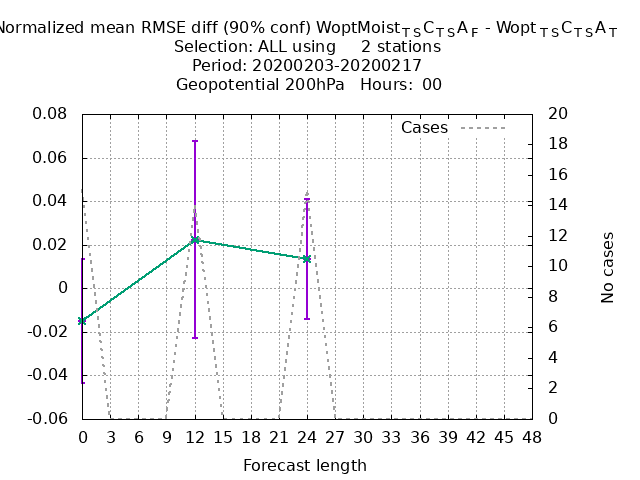 Normalized mean RMSE diff (90% conf) WoptMoist T S C T S A F - Wopt T S C T S A T
Selection: ALL using 2 stations
Period: 20200203-20200217
Geopotential 200hPa Hours: 00
Cases
0.08
0.06
0.04
0.02
0
-0.02
-0.04
-0.06
20
18
16
14
12
10
8
6
4
2
0
No cases
0 3 6 9 12 15 18 21 24 27 30 33 36 39 42 45 48
Forecast length